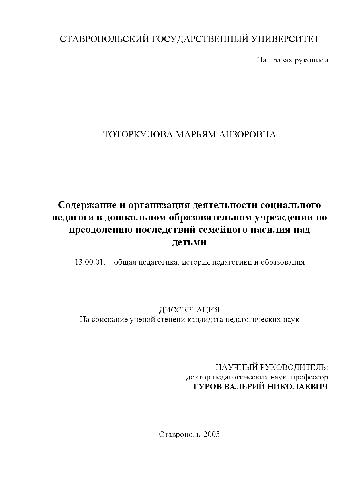 СТАВРОПОЛЬСКИЙ ГОСУДАРСТВЕННЫЙ УНИВЕРСИТЕТ
На правах рукописи
ТОТОРКУЛОВА МАРЬЯМ АНЗОРОВНА
Содержание и организация деятельности социального
педагога в дошкольном образовательном учреждении по
преодолению последствий семейного насилия над
детьми
13.00.01. – общая педагогика, история педагогики и образования
ДИССЕРТАЦИЯ
На соискание ученой степени кандидата педагогических наук
НАУЧНЫЙ РУКОВОДИТЕЛЬ:
доктор педагогических наук, профессор
ГУРОВ ВАЛЕРИЙ НИКОЛАЕВИЧ
Ставрополь, 2005